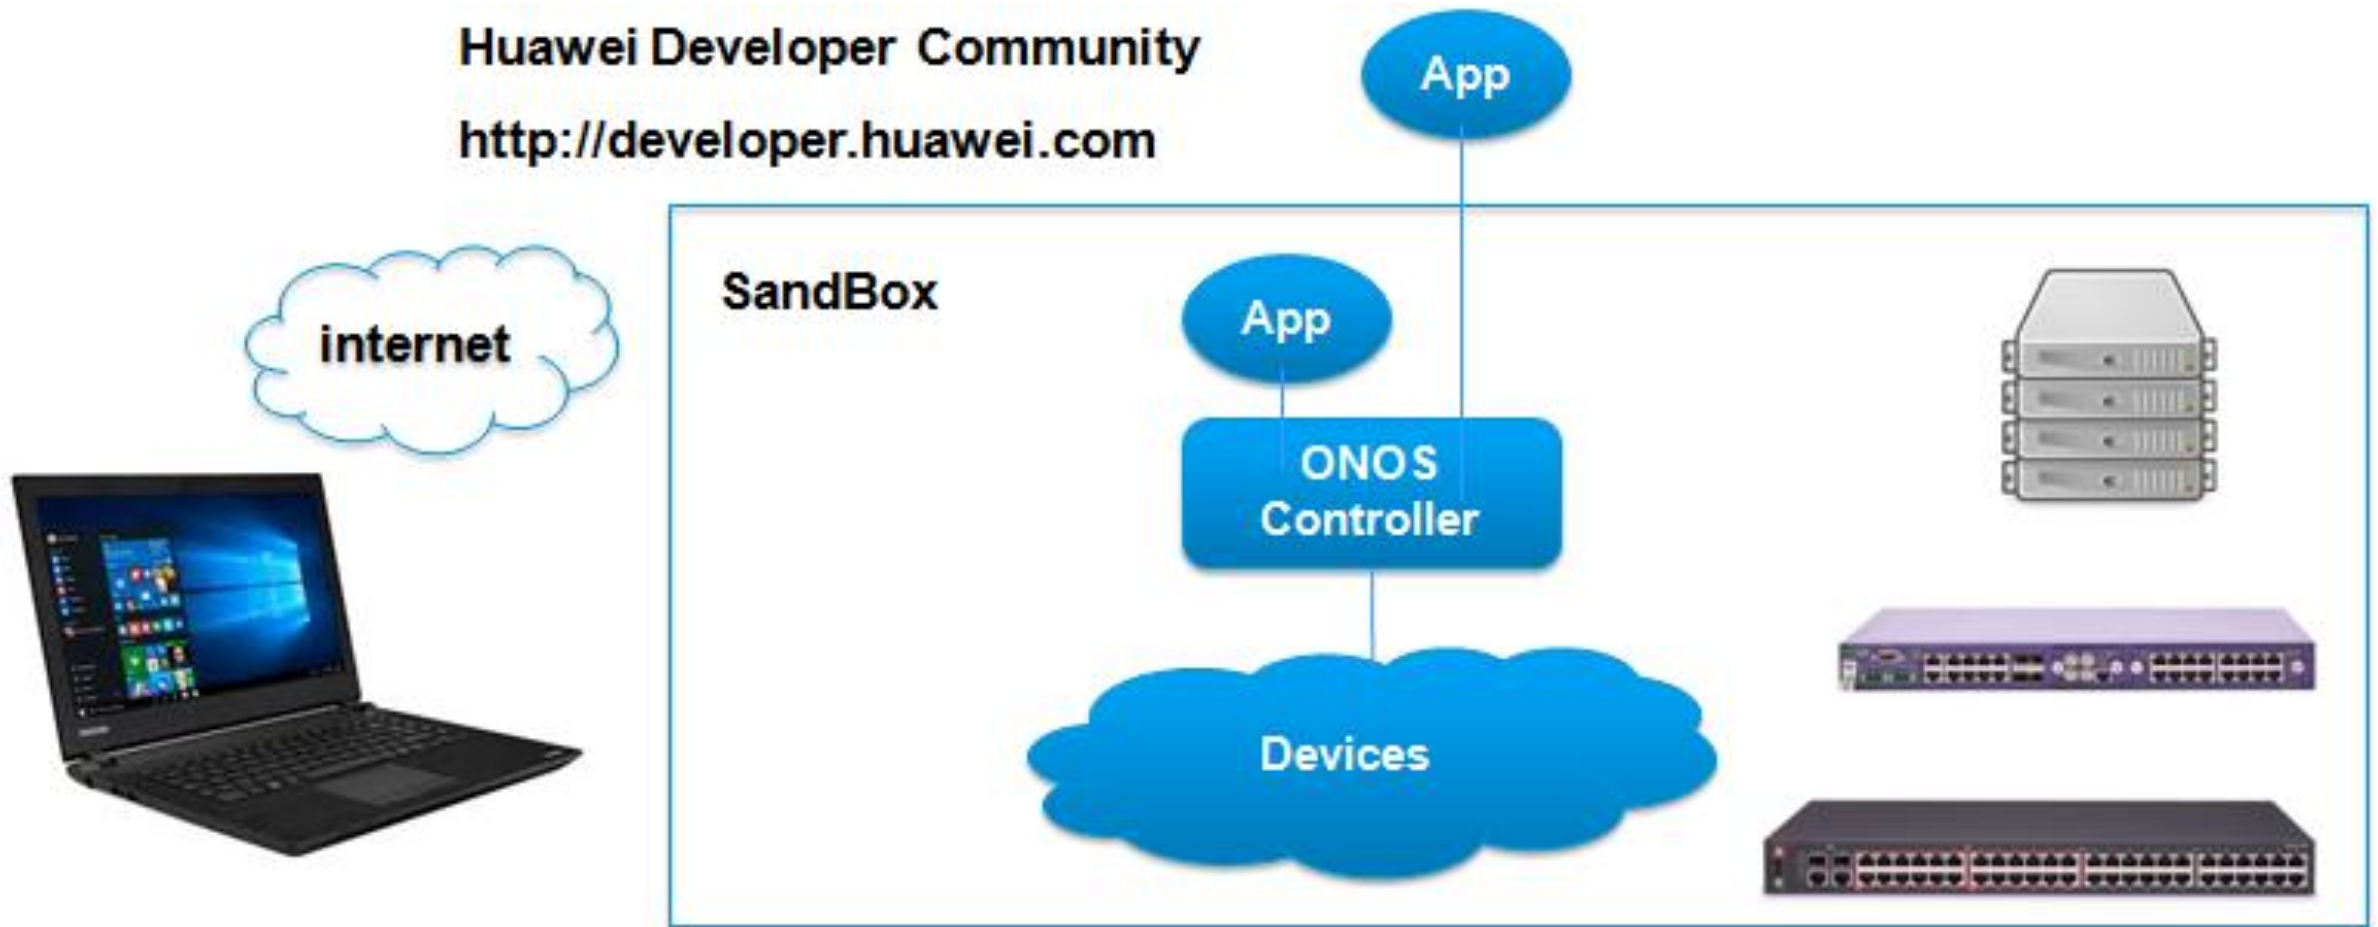 Huawei Developer Community
http://developer.huawei.com
App
SandBox
App
internet
ONOS
Controller
Devices